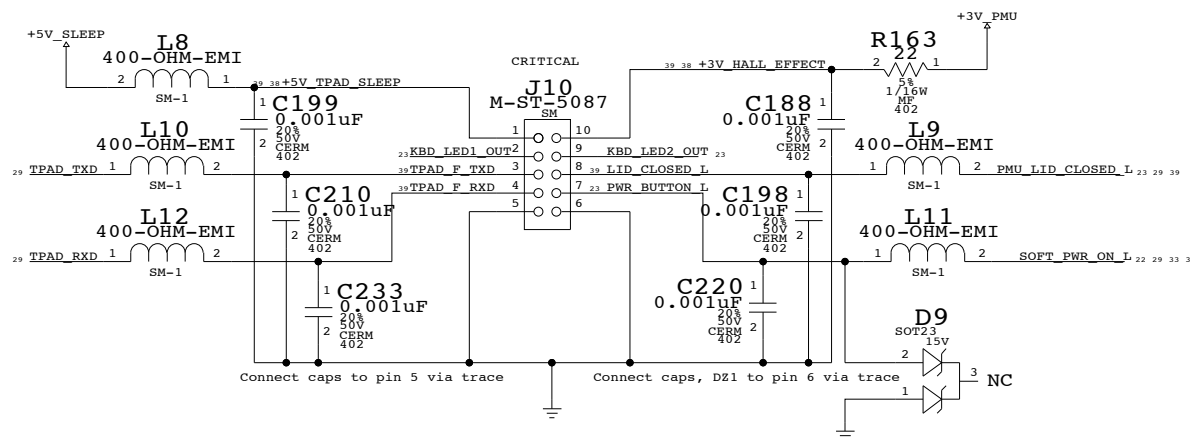 +5V_SLEEP
L8
400-OHM-EMI
2
1
SM-1
39 38 +5V_TPAD_SLEEP
C199
1
0.001uF
20%
50V
CERM
402
2
L10
400-OHM-EMI
29 TPAD_TXD
1
2
SM-1
C210
1
0.001uF
20%
50V
CERM
402
2
L12
400-OHM-EMI
29 TPAD_RXD
1
2
SM-1
C233
1
0.001uF
20%
50V
CERM
402
2
CRITICAL
J10
M-ST-5087
SM
1
10
23 KBD_LED1_OUT
2
9
KBD_LED2_OUT 23
39 TPAD_F_TXD
3
8
39 LID_CLOSED_L
39 TPAD_F_RXD
4
7
23 PWR_BUTTON_L
5
6
39 38 +3V_HALL_EFFECT
+3V_PMU
R163
22
2
1
5%
1/16W
MF
402
C188
1
0.001uF
20%
50V
CERM
402
2
L9
400-OHM-EMI
1
2
PMU_LID_CLOSED_L 23 29 39
SM-1
C198
1
0.001uF
20%
50V
CERM
402
2
L11
400-OHM-EMI
1
2
SOFT_PWR_ON_L 22 29 33 3
SM-1
C220
1
0.001uF
20%
50V
CERM
402
2
D9
SOT23
15V
2
3
NC
1
Connect caps to pin 5 via trace
Connect caps, DZ1 to pin 6 via trace